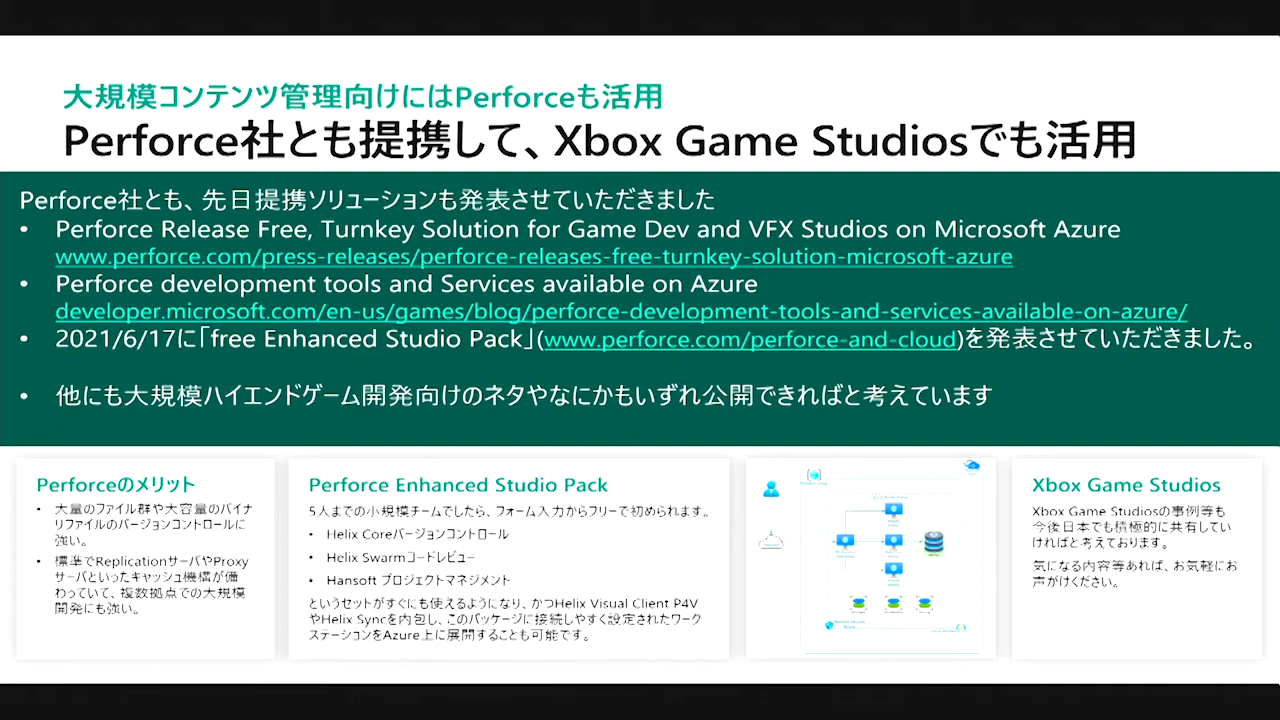 大規模コンテンツ管理向けにはPerforceも活用
Perforce社とも提携して、Xbox Game Studiosでも活用
Perforce社とも、先日提携ソリューションも発表させていただきました
• Perforce Release Free, Turnkey Solution for Game Dev and VFX Studios on Microsoft Azure
www.perforce.com/press-releases/perforce-releases-free-turnkey-solution-microsoft-azure
• Perforce development tools and Services available on Azure
developer.microsoft.com/en-us/games/blog/perforce-development-tools-and-services-available-on-azure/
• 2021/6/17に「free Enhanced Studio Pack」(www.perforce.com/perforce-and-cloud)を発表させていただきました。
• 他にも大規模ハイエンドゲーム開発向けのネタやなにかもいずれ公開できればと考えています
Perforceのメリット
• 大量のファイル群や大容量のバイナ
リファイルのバージョンコントロールに
強い。
• 標準でReplicationサーバやProxy
サーバといったキャッシュ機構が備
わっていて、複数拠点での大規模
開発にも強い。
Perforce Enhanced Studio Pack
5人までの小規模チームでしたら、フォーム入力からフリーで初められます。
• Helix Coreバージョンコントロール
• Helix Swarmコードレビュー
• Hansoft プロジェクトマネジメント
というセットがすぐにも使えるようになり、かつHelix Visual Client P4V
やHelix Syncを内包し、このパッケージに接続しやすく設定されたワーク
ステーションをAzure上に展開することも可能です。
Xbox Game Studios
Xbox Game Studiosの事例等も
今後日本でも積極的に共有してい
ければと考えております。
気になる内容等あれば、お気軽にお
声がけください。